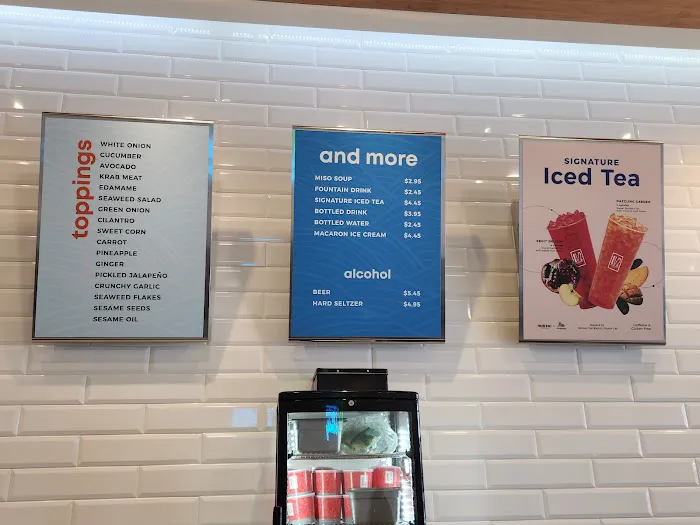 toppings
WHITE ONION
CUCUMBER
AVOCADO
KRAB MEAT
EDAMAME
SEAWEED SALAD
GREEN ONION
CILANTRO
SWEET CORN
CARROT
PINEAPPLE
GINGER
PICKLED JALAPEÑO
CRUNCHY GARLIC
SEAWEED FLAKES
SESAME SEEDS
SESAME OIL
and more
MISO SOUP $2.95
FOUNTAIN DRINK $2.45
SIGNATURE ICED TEA $4.45
BOTTLED DRINK $3.95
BOTTLED WATER $2.45
MACARON ICE CREAM $4.45
alcohol
BEER $5.45
HARD SELTZER $4.95
SIGNATURE
Iced Tea